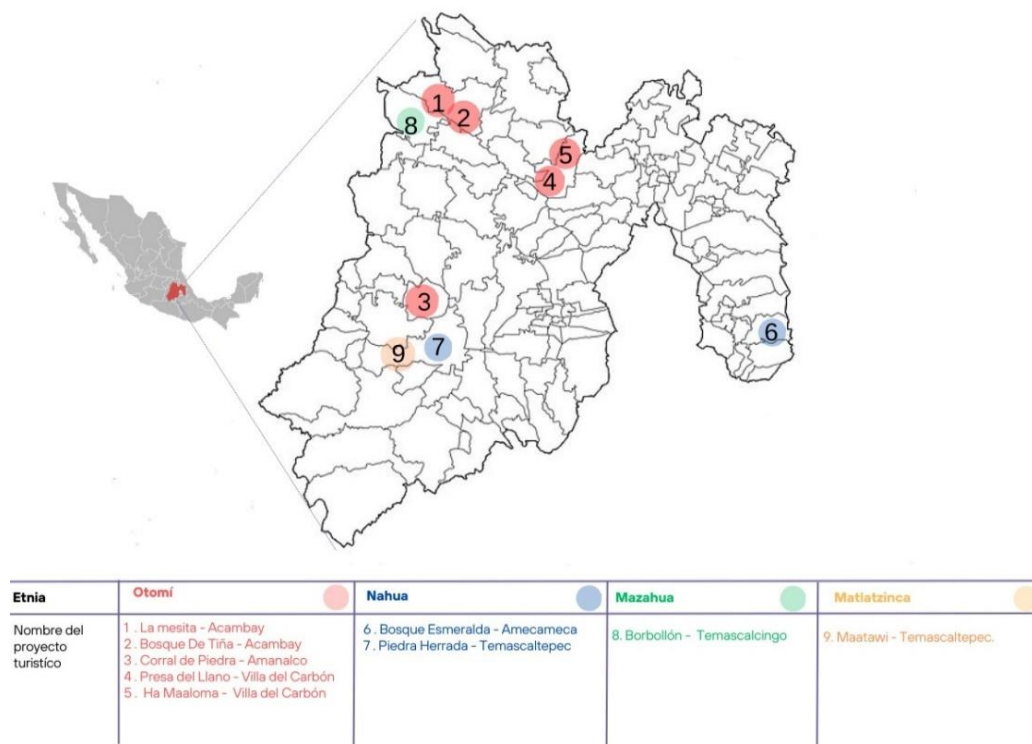 1
2
8
5
4
3
6
7
9
Etnia
Otomí
Nahua
Mazahua
Matlatzinca
Nombre del
proyecto
turistíco
1 . La mesita - Acambay
2 . Bosque De Tiña - Acambay
3 . Corral de Piedra - Amanalco
4 . Presa del Llano - Villa del Carbón
5 . Ha Maaloma - Villa del Carbón
6 . Bosque Esmeralda - Amecameca
7 . Piedra Herrada - Temascaltepec
8. Borbollón - Temascalcingo
9. Maatawi - Temascaltepec.